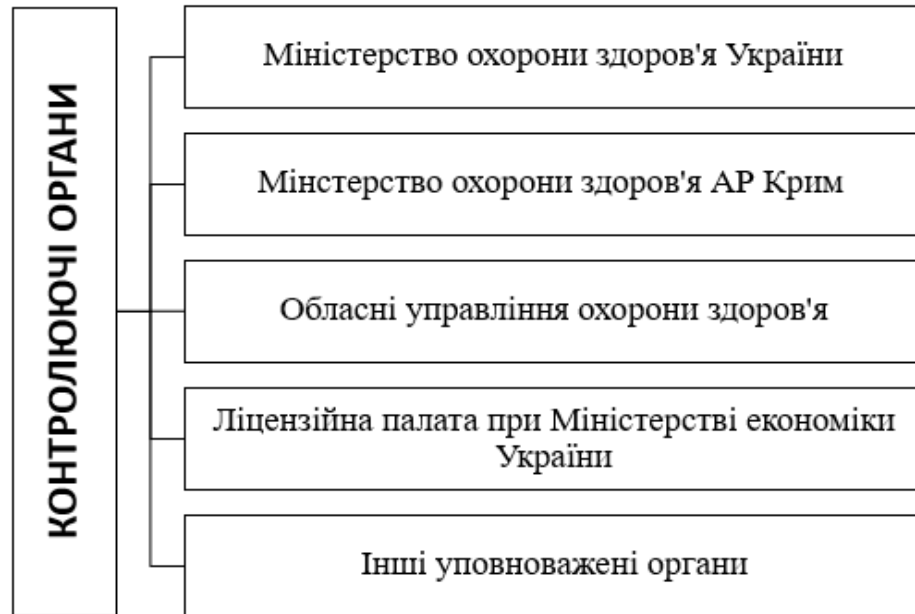 КОНТРОЛЮЮЧІ ОРГАНИ
Міністерство охорони здоров'я України
Мінстерство охорони здоров'я АР Крим
Обласні управління охорони здоров'я
Ліцензійна палата при Міністерстві економіки
України
Інші уповноважені органи